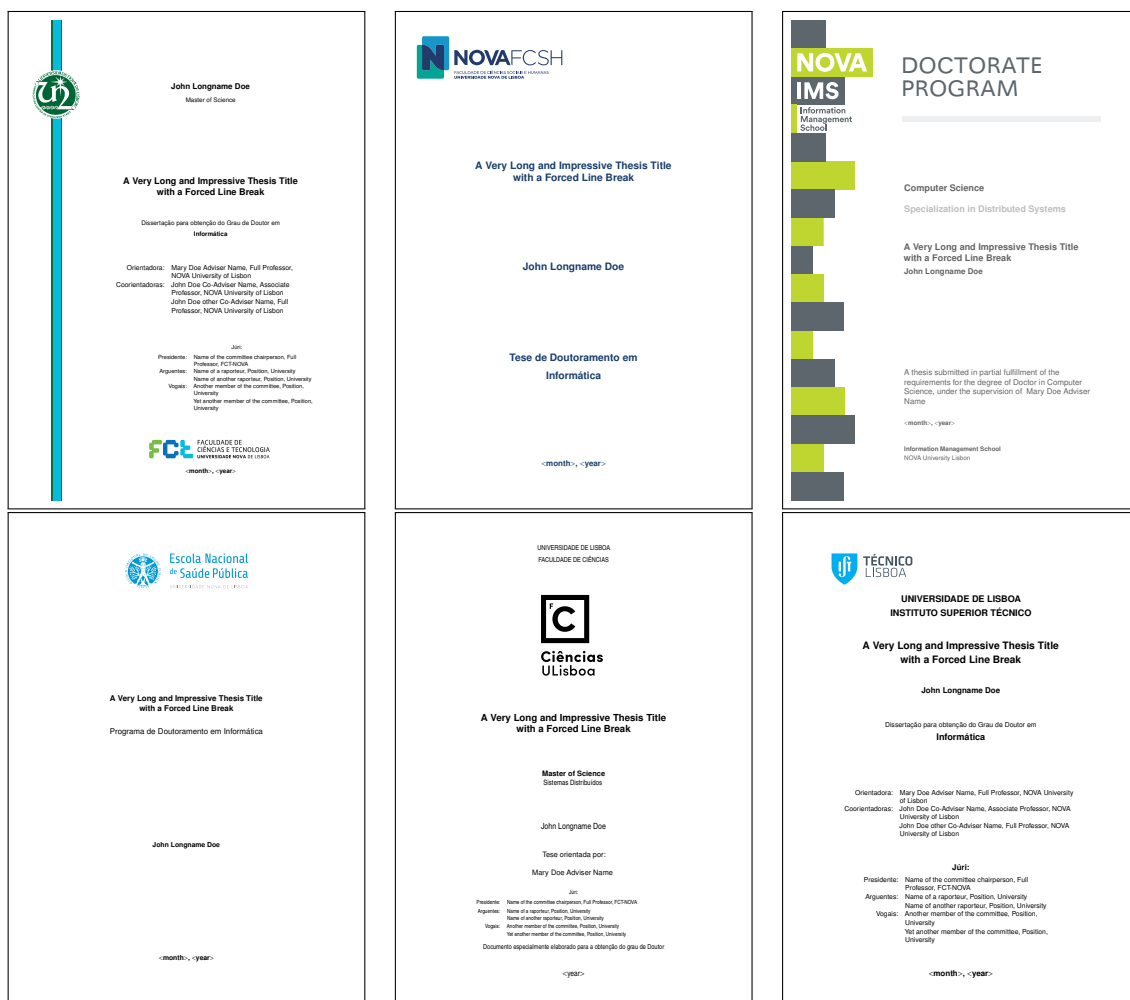 John Longname Doe
Master of Science
A Very Long and Impressive Thesis Title
with a Forced Line Break
Dissertação para obtenção do Grau de Doutor em
Informática
Orientadora: Mary Doe Adviser Name, Full Professor,
NOVA University of Lisbon
Coorientadoras: John Doe Co-Adviser Name, Associate
Professor, NOVA University of Lisbon
John Doe other Co-Adviser Name, Full
Professor, NOVA University of Lisbon
Júri:
Presidente: Name of the committee chairperson, Full
Professor, FCT-NOVA
Arguentes: Name of a raporteur, Position, University
Name of another raporteur, Position, University
Vogais: Another member of the committee, Position,
University
Yet another member of the committee, Position,
University
FCt
FACULDADE DE
CIÊNCIAS E TECNOLOGIA
UNIVERSIDADE NOVA DE LISBOA
<month>, <year>
N NOVAFCSH
FACULDADE DE CIÊNCIAS SOCIAIS E HUMANAS
UNIVERSIDADE NOVA DE LISBOA
A Very Long and Impressive Thesis Title
with a Forced Line Break
John Longname Doe
Tese de Doutoramento em
Informática
<month>, <year>
NOVA
IMS
Information
Management
School
DOCTORATE
PROGRAM
Computer Science
Specialization in Distributed Systems
A Very Long and Impressive Thesis Title
with a Forced Line Break
John Longname Doe
A thesis submitted in partial fulfillment of the
requirements for the degree of Doctor in Computer
Science, under the supervision of Mary Doe Adviser
Name
<month>, <year>
Information Management School
NOVA University Lisbon
Escola Nacional
de Saúde Pública
UNIVERSIDADE NOVA DE LISBOA
A Very Long and Impressive Thesis Title
with a Forced Line Break
Programa de Doutoramento em Informática
John Longname Doe
<month>, <year>
UNIVERSIDADE DE LISBOA
FACULDADE DE CIÊNCIAS
F
C
Ciências
ULisboa
A Very Long and Impressive Thesis Title
with a Forced Line Break
Master of Science
Sistemas Distribuídos
John Longname Doe
Tese orientada por:
Mary Doe Adviser Name
Júri:
Presidente: Name of the committee chairperson, Full Professor, FCT-NOVA
Arguentes: Name of a raporteur, Position, University
Name of another raporteur, Position, University
Vogais: Another member of the committee, Position, University
Yet another member of the committee, Position, University
Documento especialmente elaborado para a obtenção do grau de Doutor
<year>
TÉCNICO
LISBOA
UNIVERSIDADE DE LISBOA
INSTITUTO SUPERIOR TÉCNICO
A Very Long and Impressive Thesis Title
with a Forced Line Break
John Longname Doe
Dissertação para obtenção do Grau de Doutor em
Informática
Orientadora: Mary Doe Adviser Name, Full Professor, NOVA University
of Lisbon
Coorientadoras: John Doe Co-Adviser Name, Associate Professor, NOVA
University of Lisbon
John Doe other Co-Adviser Name, Full Professor, NOVA
University of Lisbon
Júri:
Presidente: Name of the committee chairperson, Full
Professor, FCT-NOVA
Arguentes: Name of a raporteur, Position, University
Name of another raporteur, Position, University
Vogais: Another member of the committee, Position,
University
Yet another member of the committee, Position,
University
<month>, <year>